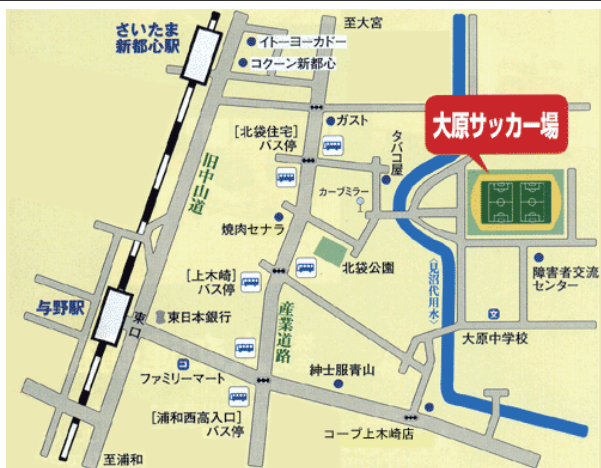 至大宮
さいたま
新都心駅
イトーヨーカドー
コクーン新都心
ガスト
[北袋住宅]
バス停
タバコ屋
大原サッカー場
旧中山道
カーブミラー
焼肉セナラ
北袋公園
[上木崎]
バス停
〈見沼代用水〉
障害者交流
センター
与野駅
東口
東日本銀行
産業道路
文
大原中学校
コ
ファミリーマート
紳士服青山
[浦和西高入口]
バス停
コープ上木崎店
至浦和